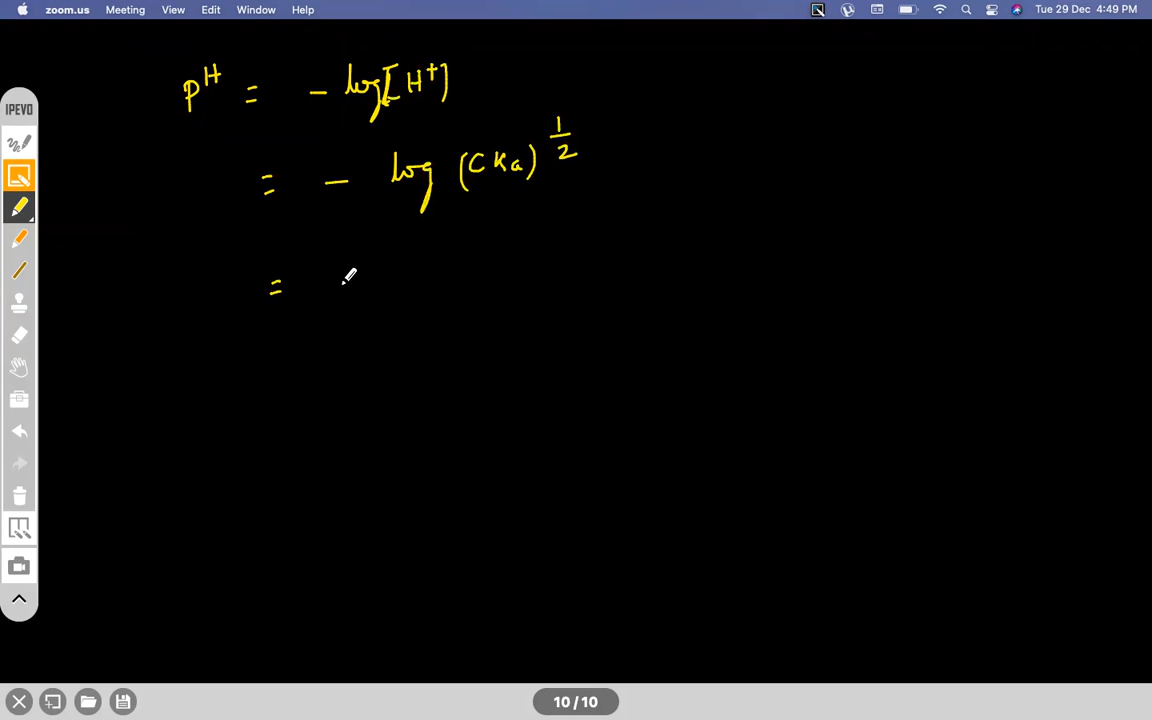 zoom.us Meeting View Edit Window Help Tue 29 Dec 4:49 PM
IPEVO
pH = - log[H+]
= - log (CKa)^1/2
=
10/10